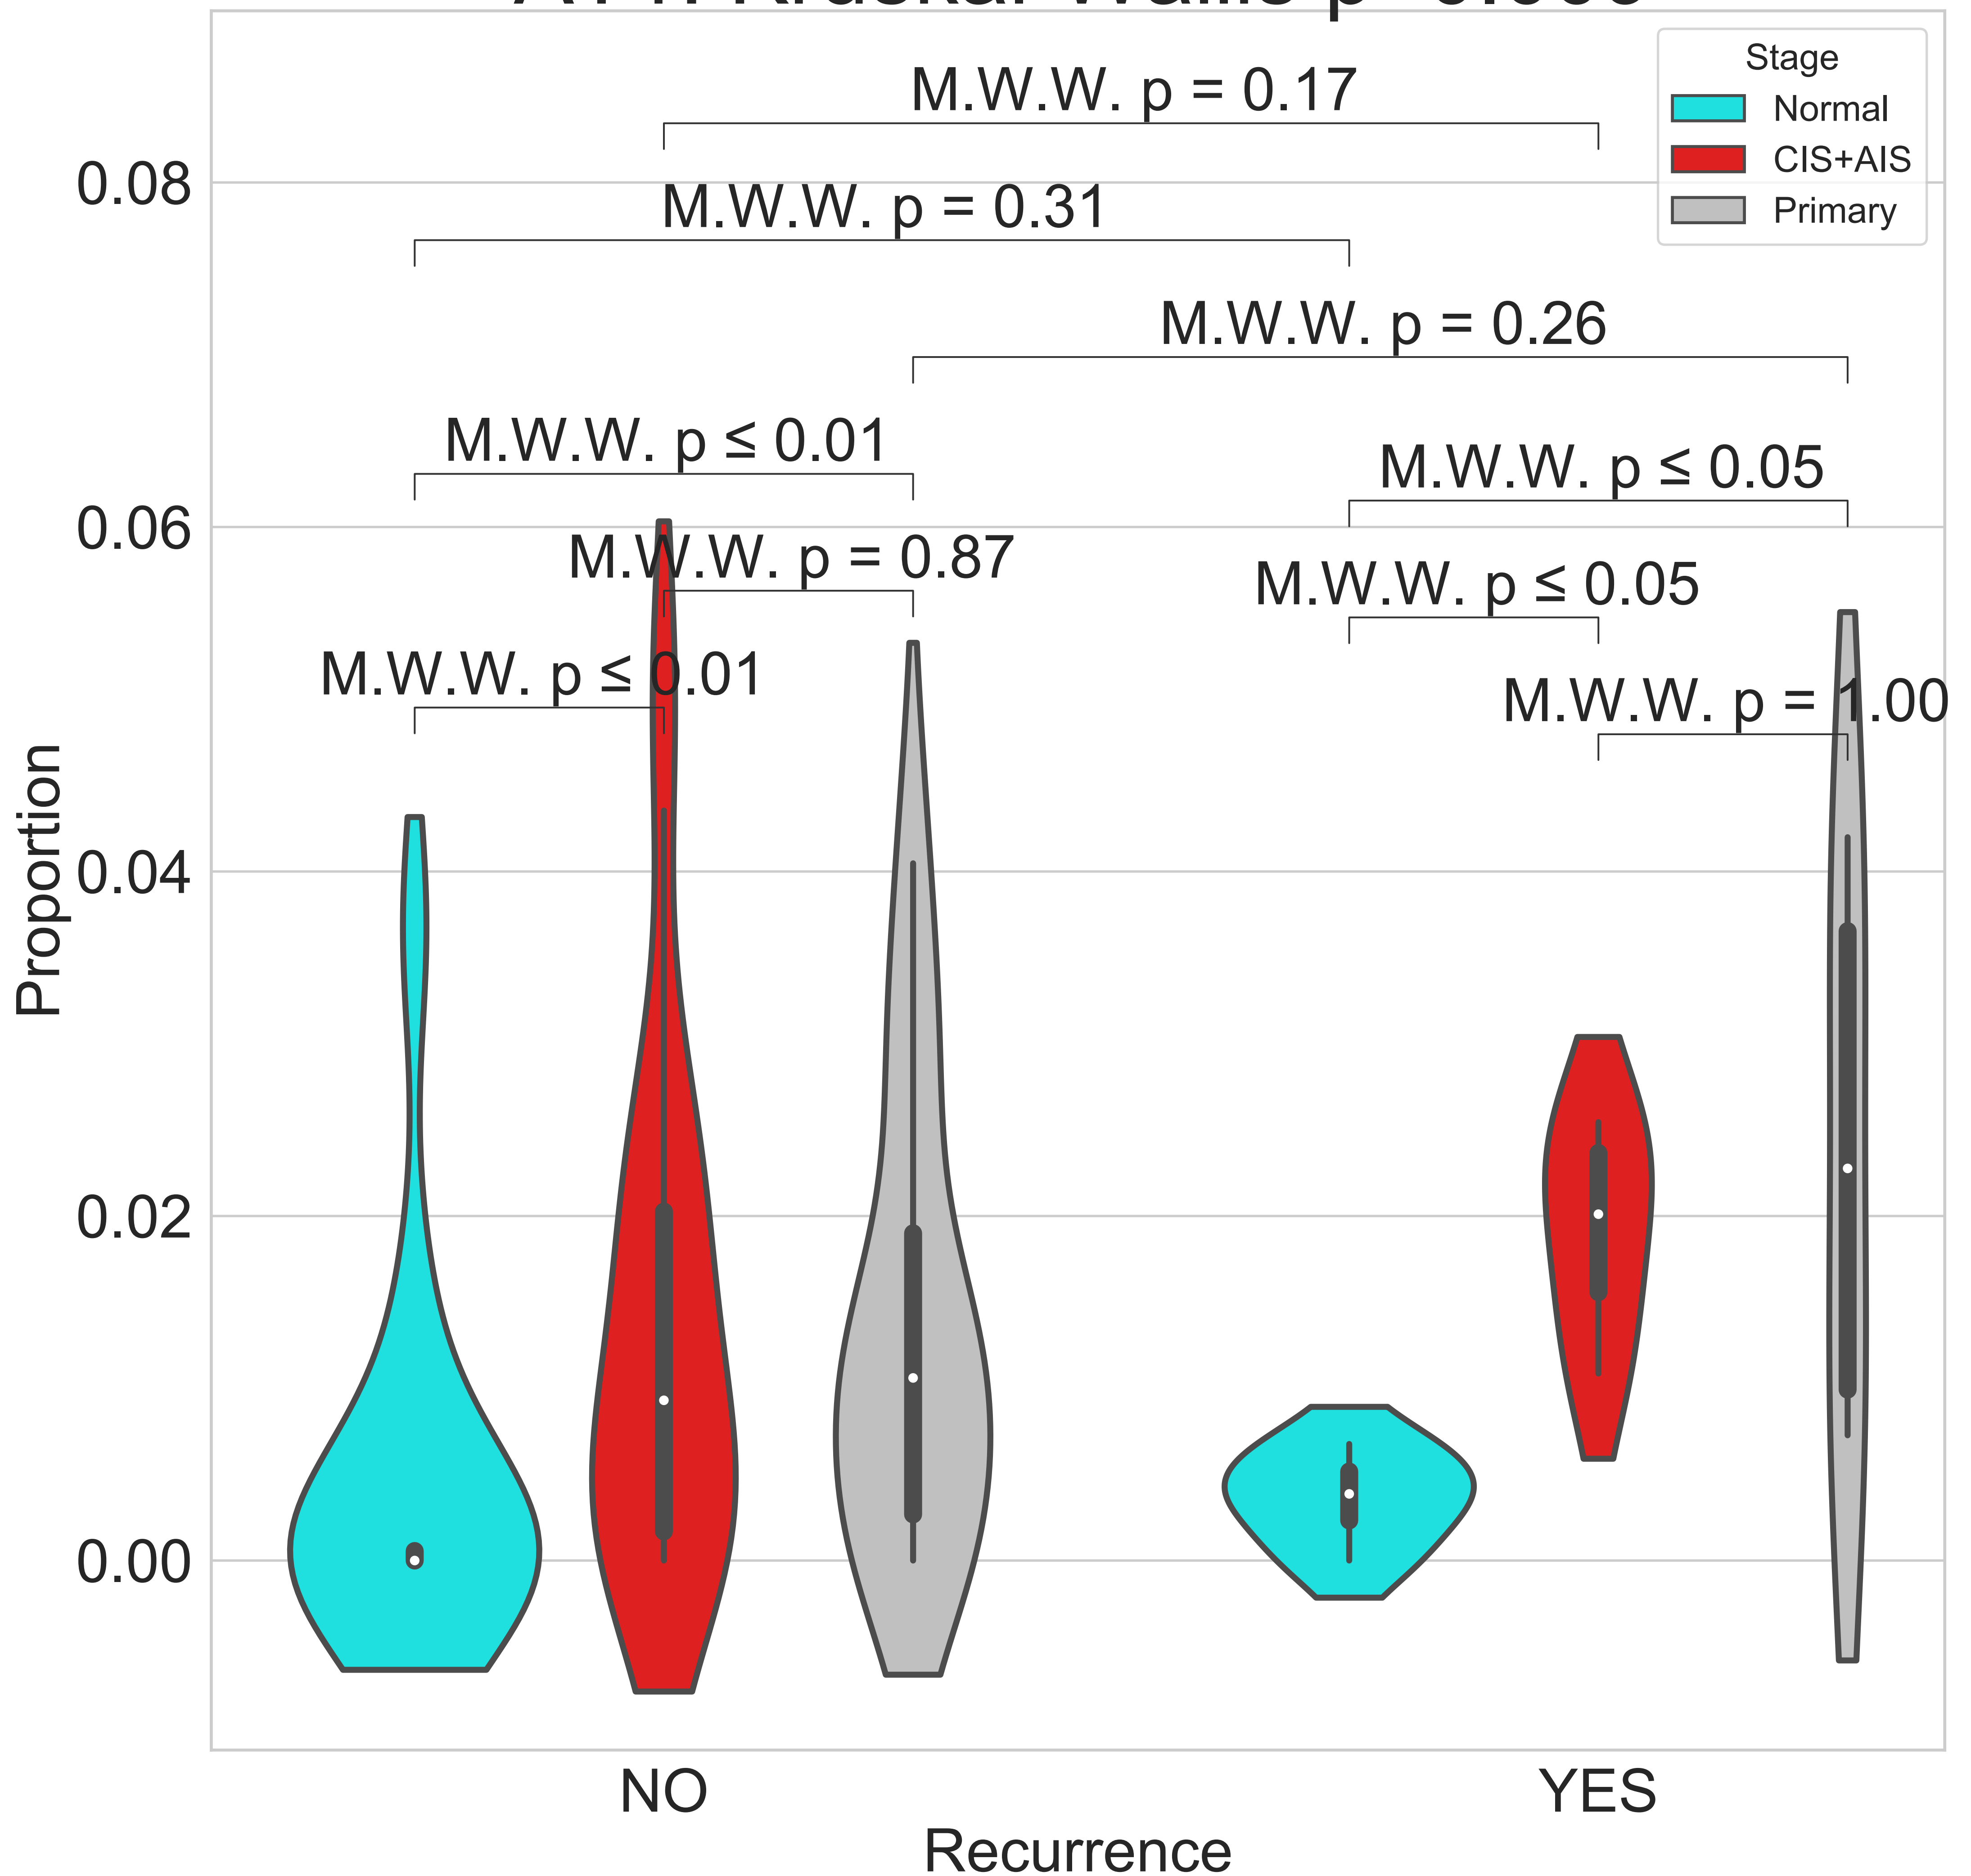 Stage
Normal
CIS+AIS
Primary
M.W.W. p = 0.17
M.W.W. p = 0.31
M.W.W. p = 0.26
M.W.W. p ≤ 0.01
M.W.W. p ≤ 0.05
M.W.W. p = 0.87
M.W.W. p ≤ 0.05
M.W.W. p ≤ 0.01
M.W.W. p = 1.00
Proportion
0.08
0.06
0.04
0.02
0.00
NO
YES
Recurrence